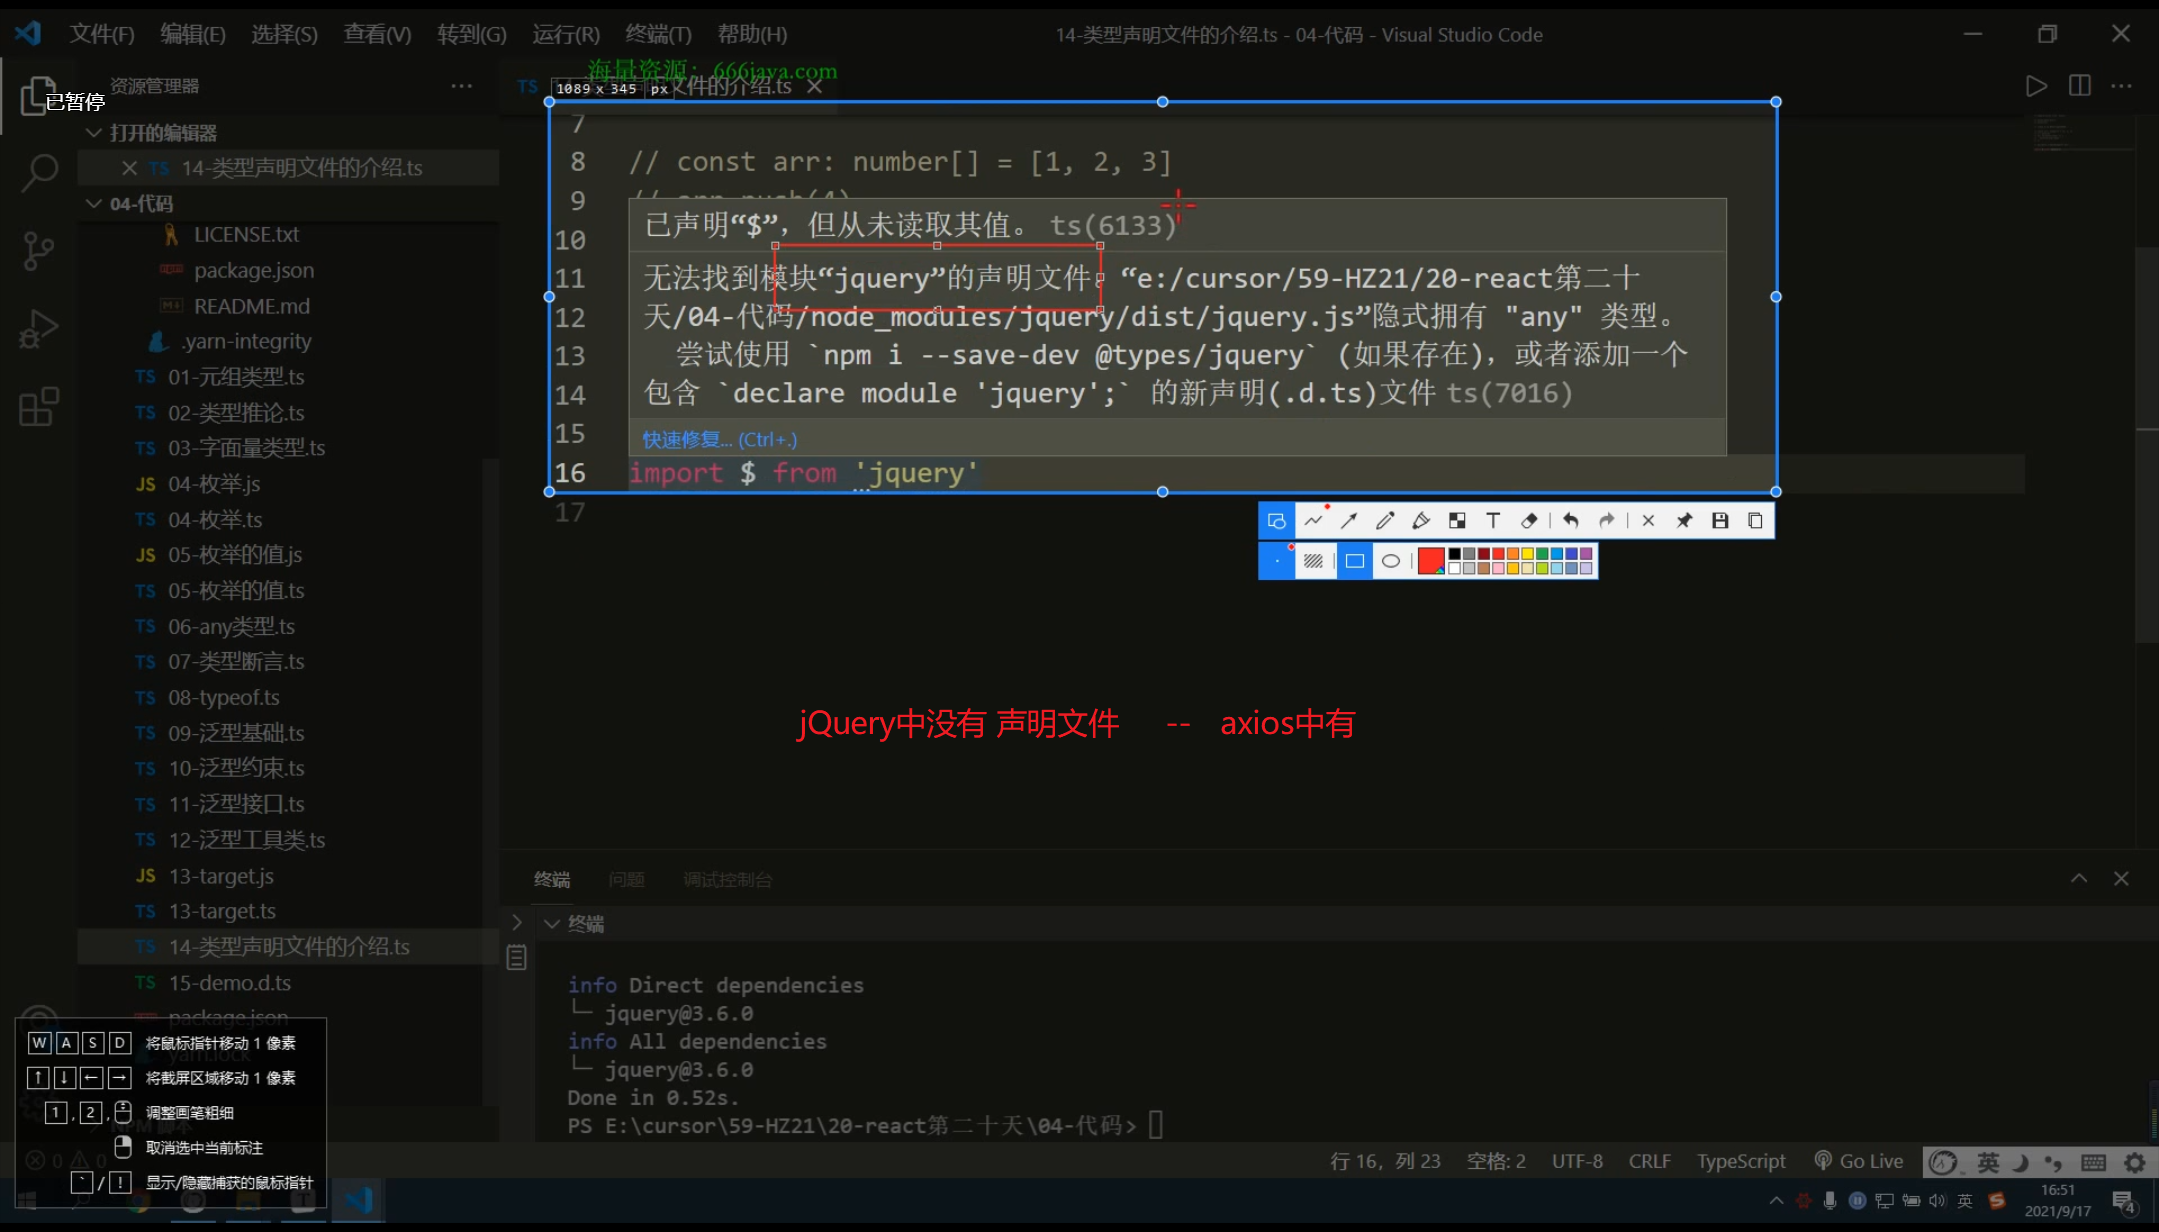 文件(F) 编辑(E) 选择(S) 查看(V) 转到(G) 运行(R) 终端(T) 帮助(H)
14-类型声明文件的介绍.ts - 04-代码 - Visual Studio Code
海量资源：666java.com
已暂停
资源管理器
TS
件的介绍.ts
1089 x 345 px
打开的编辑器
TS 14-类型声明文件的介绍.ts
04-代码
LICENSE.txt
package.json
README.md
.yarn-integrity
TS 01-元组类型.ts
TS 02-类型推论.ts
TS 03-字面量类型.ts
JS 04-枚举.js
TS 04-枚举.ts
JS 05-枚举的值.js
TS 05-枚举的值.ts
TS 06-any类型.ts
TS 07-类型断言.ts
TS 08-typeof.ts
TS 09-泛型基础.ts
TS 10-泛型约束.ts
TS 11-泛型接口.ts
TS 12-泛型工具类.ts
JS 13-target.js
TS 13-target.ts
TS 14-类型声明文件的介绍.ts
TS 15-demo.d.ts
package.json
yarn.lock
7
8 // const arr: number[] = [1, 2, 3]
9 // arr.push(4)
10
11
12
13
14
15
已声明“$”，但从未读取其值。 ts(6133)
无法找到模块“jquery”的声明文件。“e:/cursor/59-HZ21/20-react第二十
天/04-代码/node_modules/jquery/dist/jquery.js”隐式拥有 "any" 类型。
尝试使用 `npm i --save-dev @types/jquery` (如果存在)，或者添加一个
包含 `declare module 'jquery';` 的新声明(.d.ts)文件 ts(7016)
快速修复... (Ctrl+.)
16 import $ from 'jquery'
17
T
jQuery中没有 声明文件 -- axios中有
终端 问题 调试控制台
终端
info Direct dependencies
└─ jquery@3.6.0
info All dependencies
└─ jquery@3.6.0
Done in 0.52s.
PS E:\cursor\59-HZ21\20-react第二十天\04-代码>
W A S D 将鼠标指针移动 1 像素
↑ ↓ ← → 将截屏区域移动 1 像素
1 , 2 , 调整画笔粗细
NPM 脚本
取消选中当前标注
` / ! 显示/隐藏捕获的鼠标指针
0 0
行 16，列 23 空格: 2 UTF-8 CRLF TypeScript Go Live 英
英
16:51
2021/9/17
4